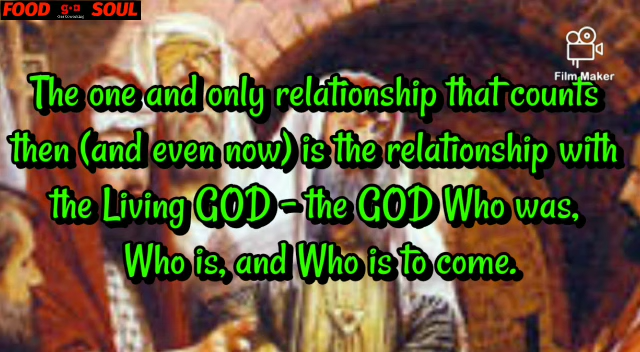 FOOD SOUL
Film Maker
The one and only relationship that counts
then (and even now) is the relationship with
the Living GOD - the GOD Who was,
Who is, and Who is to come.